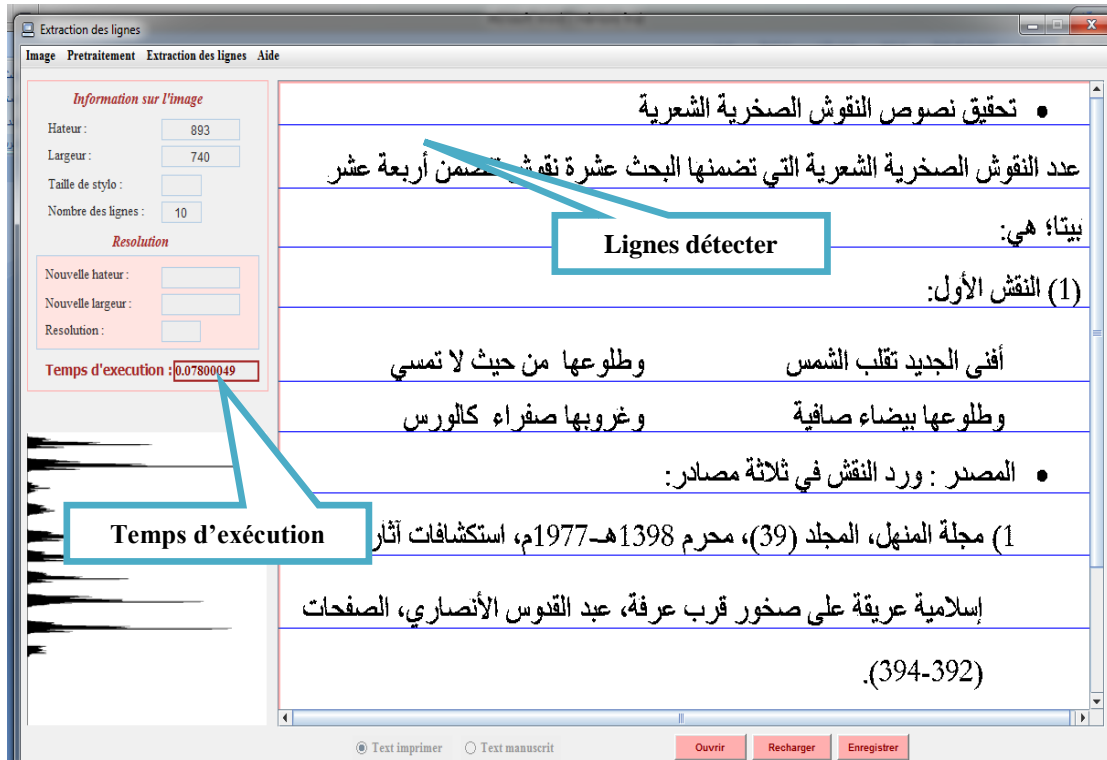 Extraction des lignes
Image Pretraitement Extraction des lignes Aide
Information sur l'image
Hateur : 893
Largeur : 740
Taille de stylo :
Nombre des lignes : 10
Resolution
Nouvelle hateur :
Nouvelle largeur :
Resolution :
Temps d'execution : 0.07800049
Temps d'exécution
Lignes détecter
• تحقيق نصوص النقوش الصخرية الشعرية
عدد النقوش الصخرية الشعرية التي تضمنها البحث عشرة نقوش تتضمن أربعة عشر
بيتا؛ هي:
(1) النقش الأول:
أفنى الجديد تقلب الشمس وطلوعها من حيث لا تمسي
وطلوعها بيضاء صافية وغروبها صفراء كالورس
• المصدر : ورد النقش في ثلاثة مصادر:
1) مجلة المنهل، المجلد (39)، محرم 1398هـ-1977م، استكشافات آثار
إسلامية عريقة على صخور قرب عرفة، عبد القدوس الأنصاري، الصفحات
(394-392).
Text imprimer Text manuscrit Ouvrir Recharger Enregistrer